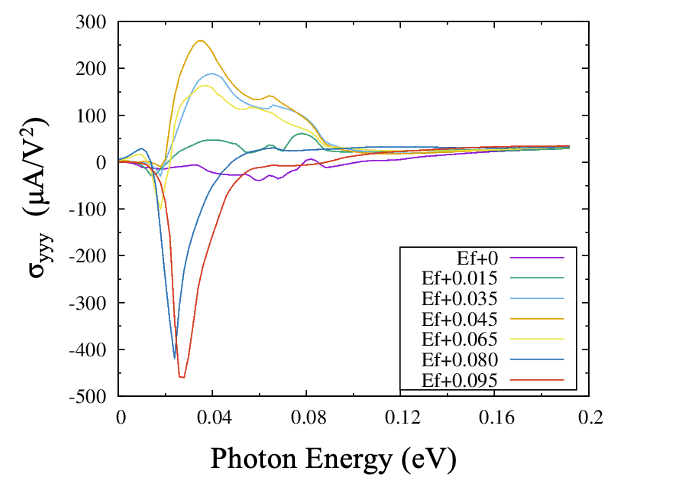 300
200
100
0
-100
-200
-300
-400
-500
σyyy (μA/V²)
Ef+0
Ef+0.015
Ef+0.035
Ef+0.045
Ef+0.065
Ef+0.080
Ef+0.095
0 0.04 0.08 0.12 0.16 0.2
Photon Energy (eV)